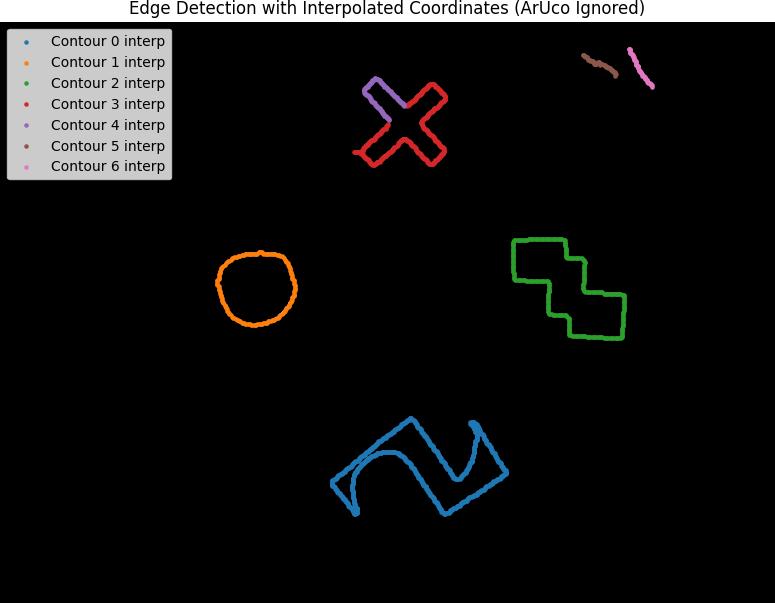 Edge Detection with Interpolated Coordinates (ArUco Ignored)
Contour 0 interp
Contour 1 interp
Contour 2 interp
Contour 3 interp
Contour 4 interp
Contour 5 interp
Contour 6 interp